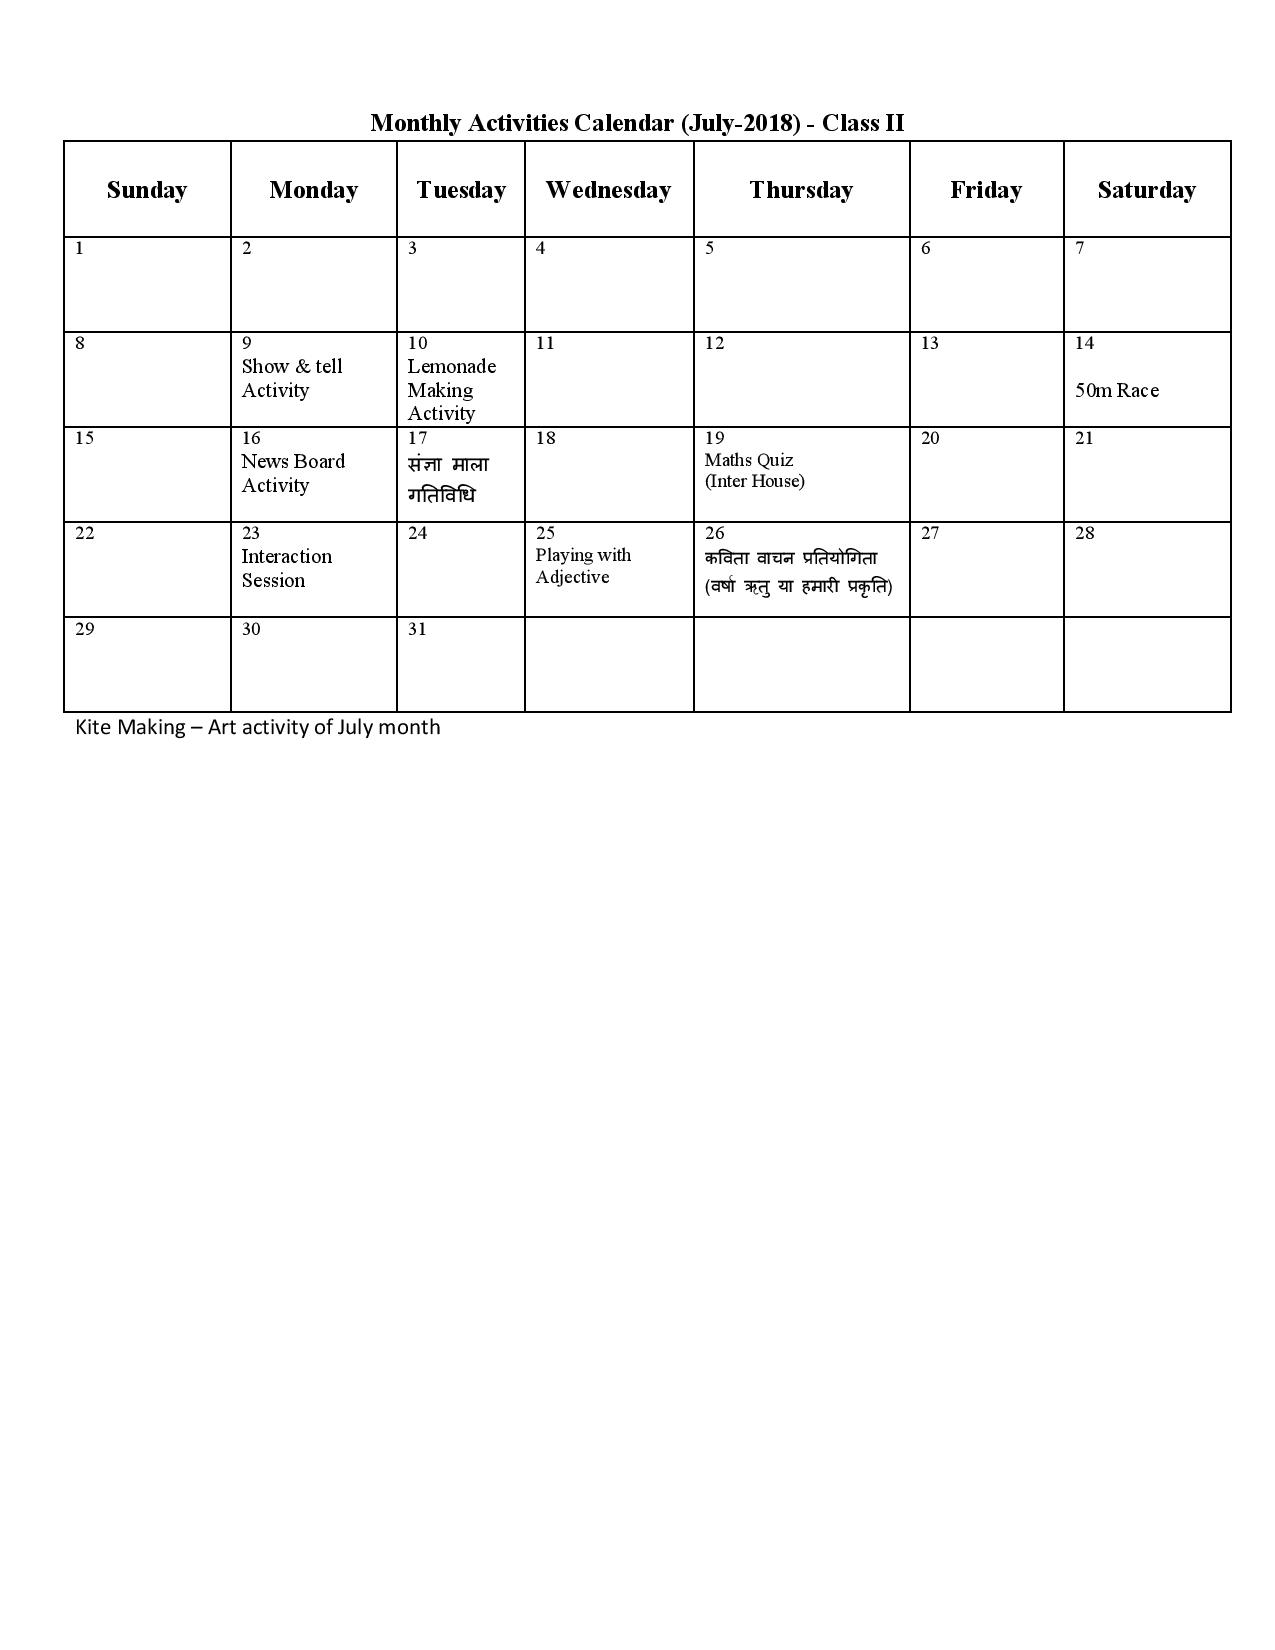 Monthly Activities Calendar (July-2018) - Class II
Sunday Monday Tuesday Wednesday Thursday Friday Saturday
1 2 3 4 5 6 7
8
9
Show & tell
Activity
10
Lemonade
Making
Activity
11
12
13
14
50m Race
15
16
News Board
Activity
17
संज्ञा माला
गतिविधि
18
19
Maths Quiz
(Inter House)
20
21
22
23
Interaction
Session
24
25
Playing with
Adjective
26
कविता वाचन प्रतियोगिता
(वर्षा ऋतु या हमारी प्रकृति)
27
28
29 30 31
Kite Making – Art activity of July month